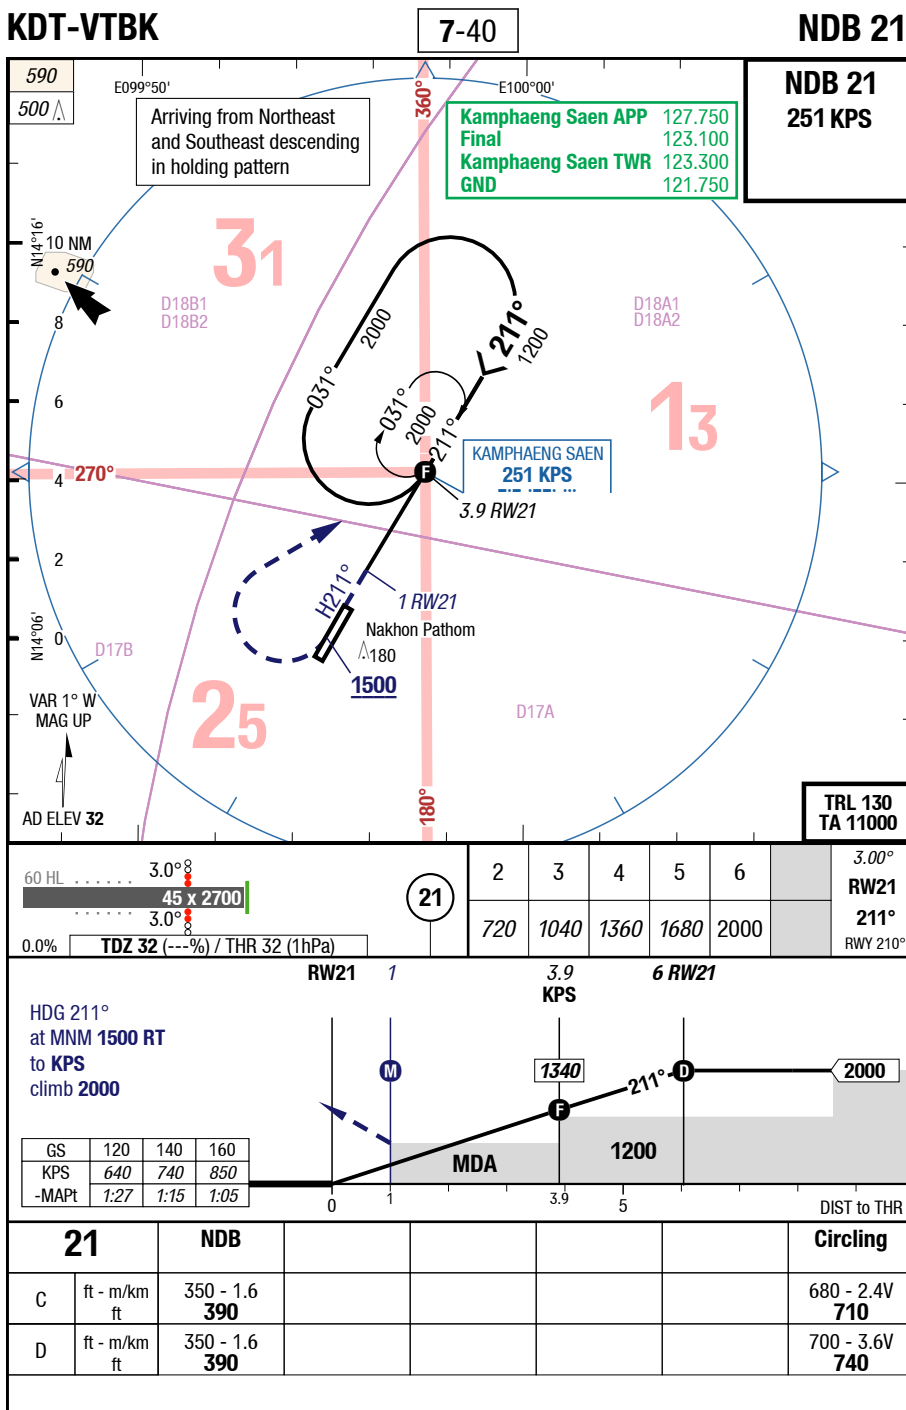 KDT-VTBK
7-40
NDB 21
590
500
E099°50'
E100°00'
360°
Arriving from Northeast
and Southeast descending
in holding pattern
Kamphaeng Saen APP 127.750
Final 123.100
Kamphaeng Saen TWR 123.300
GND 121.750
NDB 21
251 KPS
N14°16'
10 NM
590
31
D18B1
D18B2
D18A1
D18A2
2000
211°
1200
8
6
031°
031°
2000
211°
13
270°
4
F
KAMPHAENG SAEN
251 KPS
3.9 RW21
2
H211°
1 RW21
N14°06'
0
Nakhon Pathom
180
D17B
1500
25
D17A
VAR 1° W
MAG UP
AD ELEV 32
180°
TRL 130
TA 11000
60 HL
3.0°
45 x 2700
3.0°
0.0%
TDZ 32 (---%) / THR 32 (1hPa)
21
2 3 4 5 6
720 1040 1360 1680 2000
3.00°
RW21
211°
RWY 210°
RW21 1 3.9 6 RW21
KPS
HDG 211°
at MNM 1500 RT
to KPS
climb 2000
M
1340
211°
D
2000
F
MDA
1200
GS 120 140 160
KPS 640 740 850
-MAPt 1:27 1:15 1:05
0 1 3.9 5 DIST to THR
21 NDB Circling
C ft - m/km 350 - 1.6 680 - 2.4V
ft 390 710
D ft - m/km 350 - 1.6 700 - 3.6V
ft 390 740